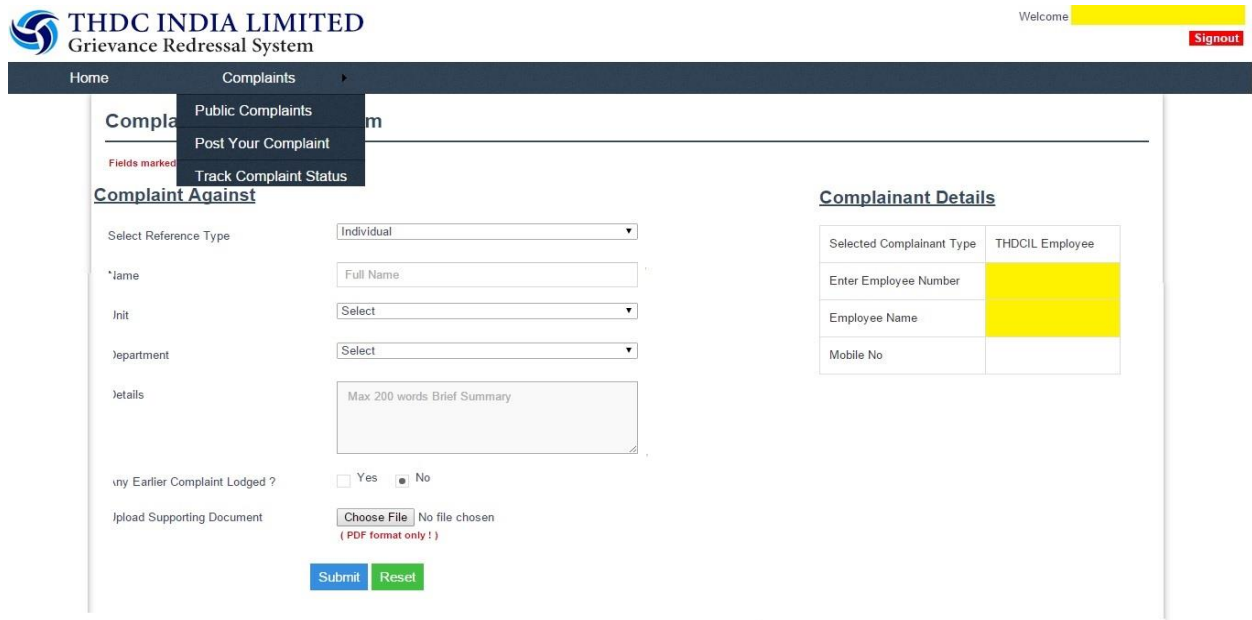 THDC INDIA LIMITED
Grievance Redressal System
Welcome
Signout
Home Complaints
Public Complaints
Post Your Complaint
Track Complaint Status
Fields marked
Complaint Against
Select Reference Type Individual
Name Full Name
Unit Select
Department Select
Details Max 200 words Brief Summary
Any Earlier Complaint Lodged ? Yes No
Upload Supporting Document Choose File No file chosen
( PDF format only ! )
Submit Reset
Complainant Details
Selected Complainant Type THDCIL Employee
Enter Employee Number
Employee Name
Mobile No